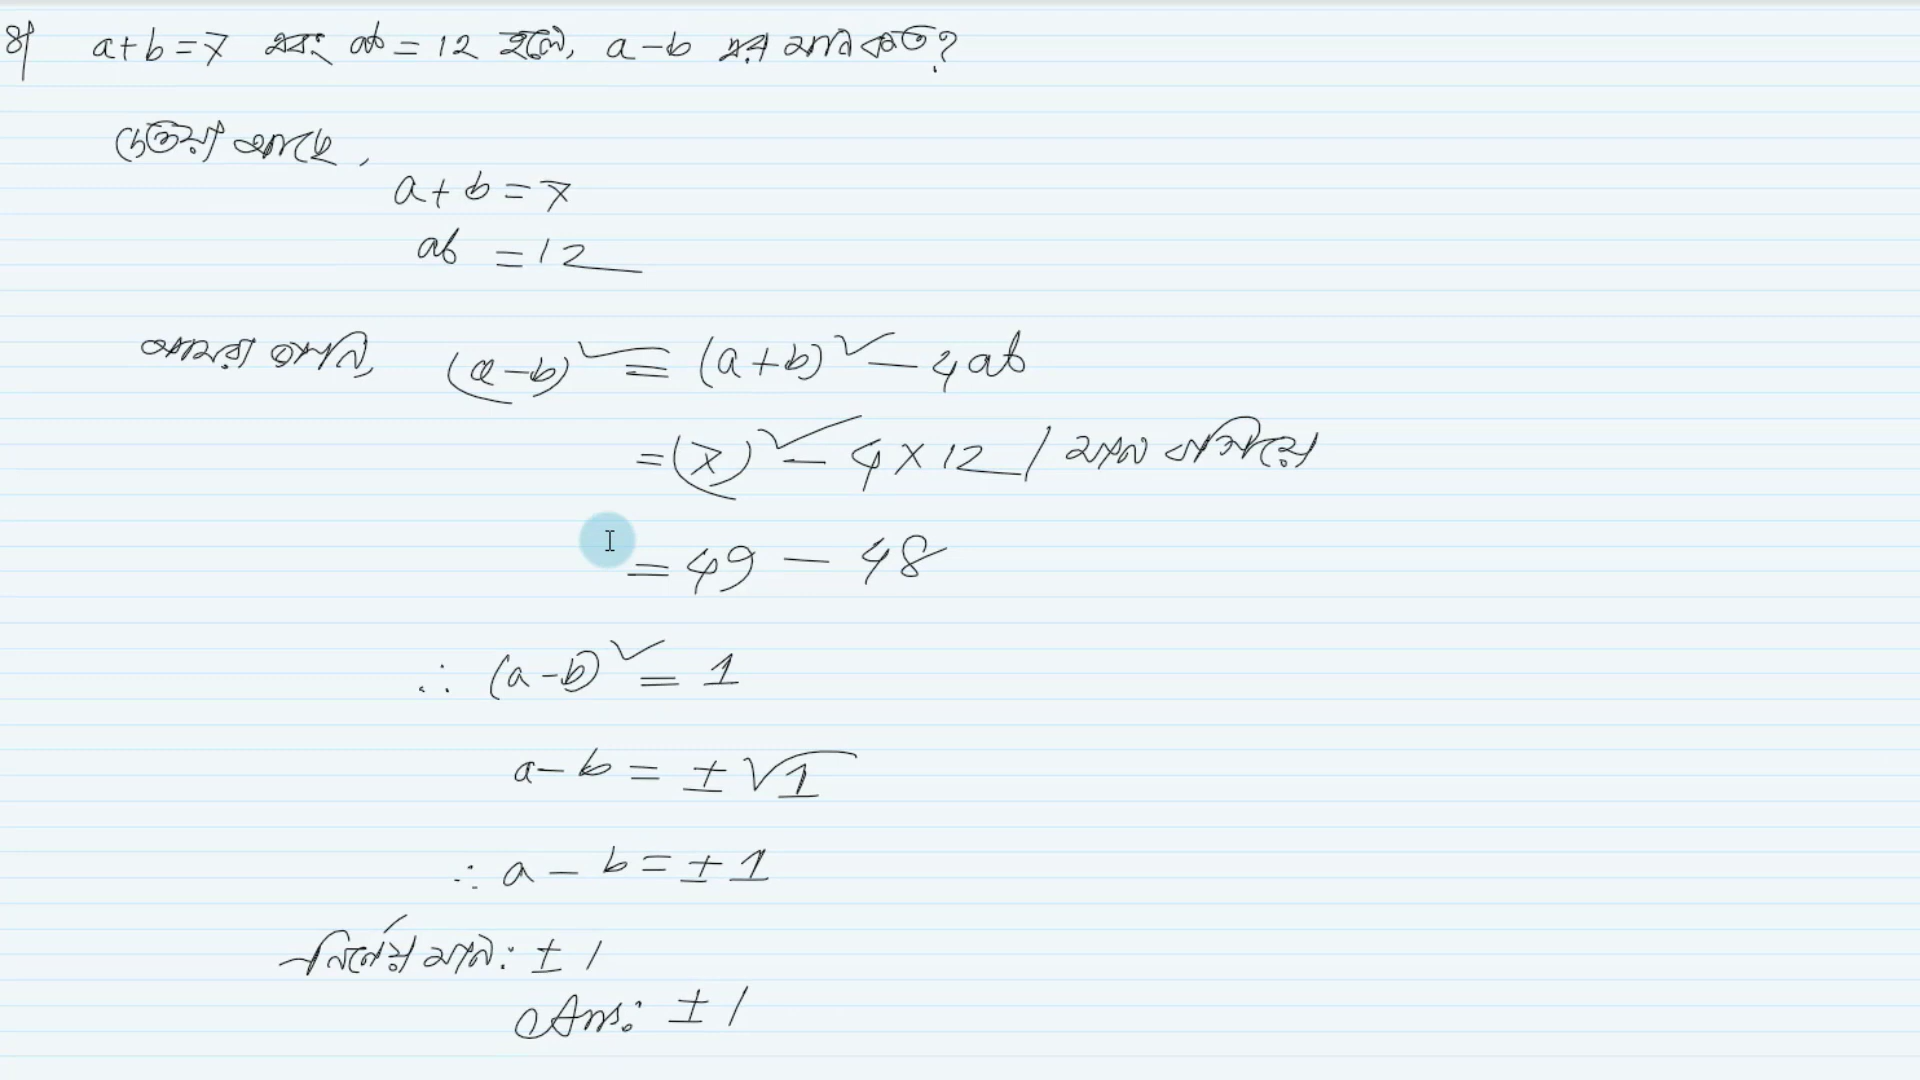 8| a+b=7 এবং ab=12 হলে, a-b এর মান কত?
দেওয়া আছে,
a+b=7
ab =12
আমরা জানি, (a-b)² = (a+b)² - 4ab
=(7)² - 4×12 / মান বসিয়ে
= 49 - 48
∴ (a-b)² = 1
a-b = ±√1
∴ a-b = ±1
নির্ণেয় মান: ±1
Ans: ±1